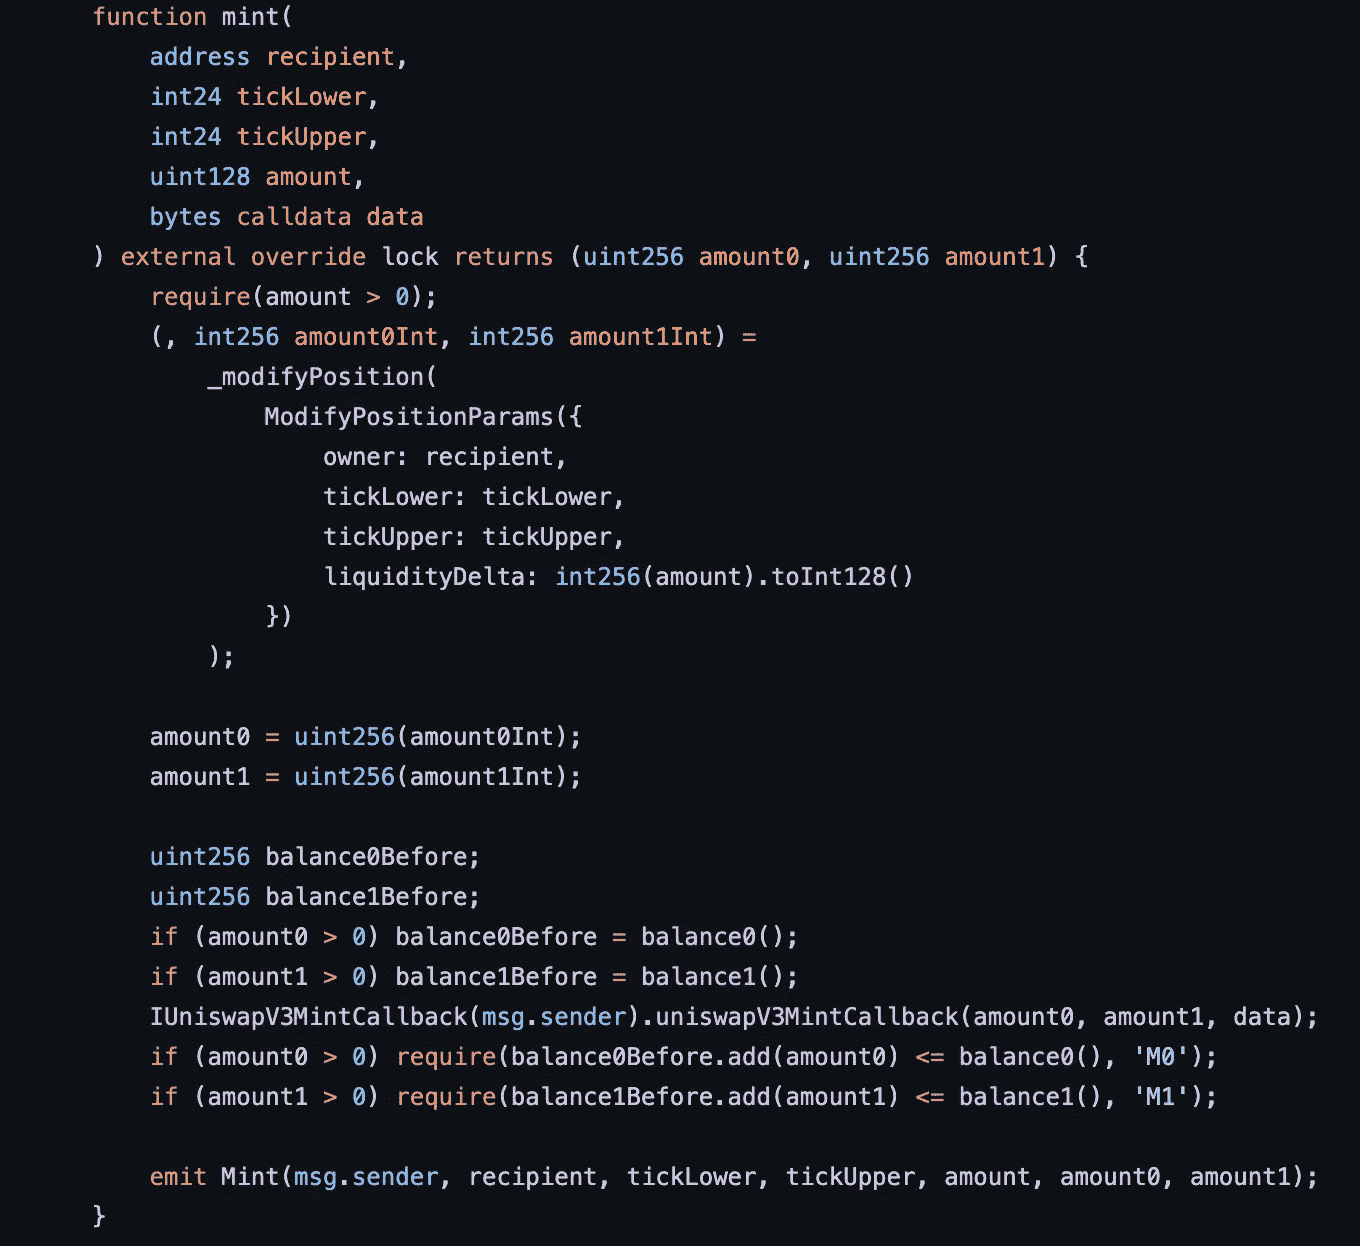 function mint(
address recipient,
int24 tickLower,
int24 tickUpper,
uint128 amount,
bytes calldata data
) external override lock returns (uint256 amount0, uint256 amount1) {
require(amount > 0);
(, int256 amount0Int, int256 amount1Int) =
_modifyPosition(
ModifyPositionParams({
owner: recipient,
tickLower: tickLower,
tickUpper: tickUpper,
liquidityDelta: int256(amount).toInt128()
})
);
amount0 = uint256(amount0Int);
amount1 = uint256(amount1Int);
uint256 balance0Before;
uint256 balance1Before;
if (amount0 > 0) balance0Before = balance0();
if (amount1 > 0) balance1Before = balance1();
IUniswapV3MintCallback(msg.sender).uniswapV3MintCallback(amount0, amount1, data);
if (amount0 > 0) require(balance0Before.add(amount0) <= balance0(), 'M0');
if (amount1 > 0) require(balance1Before.add(amount1) <= balance1(), 'M1');
emit Mint(msg.sender, recipient, tickLower, tickUpper, amount, amount0, amount1);
}